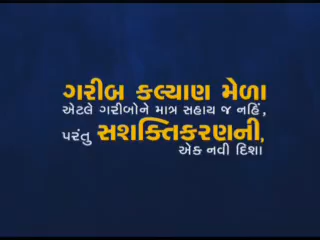 ગરીબ કલ્યાણ મેળા
એટલે ગરીબોને માત્ર સહાય જ નહિં,
પરંતુ સશક્તિકરણની,
એક નવી દિશા